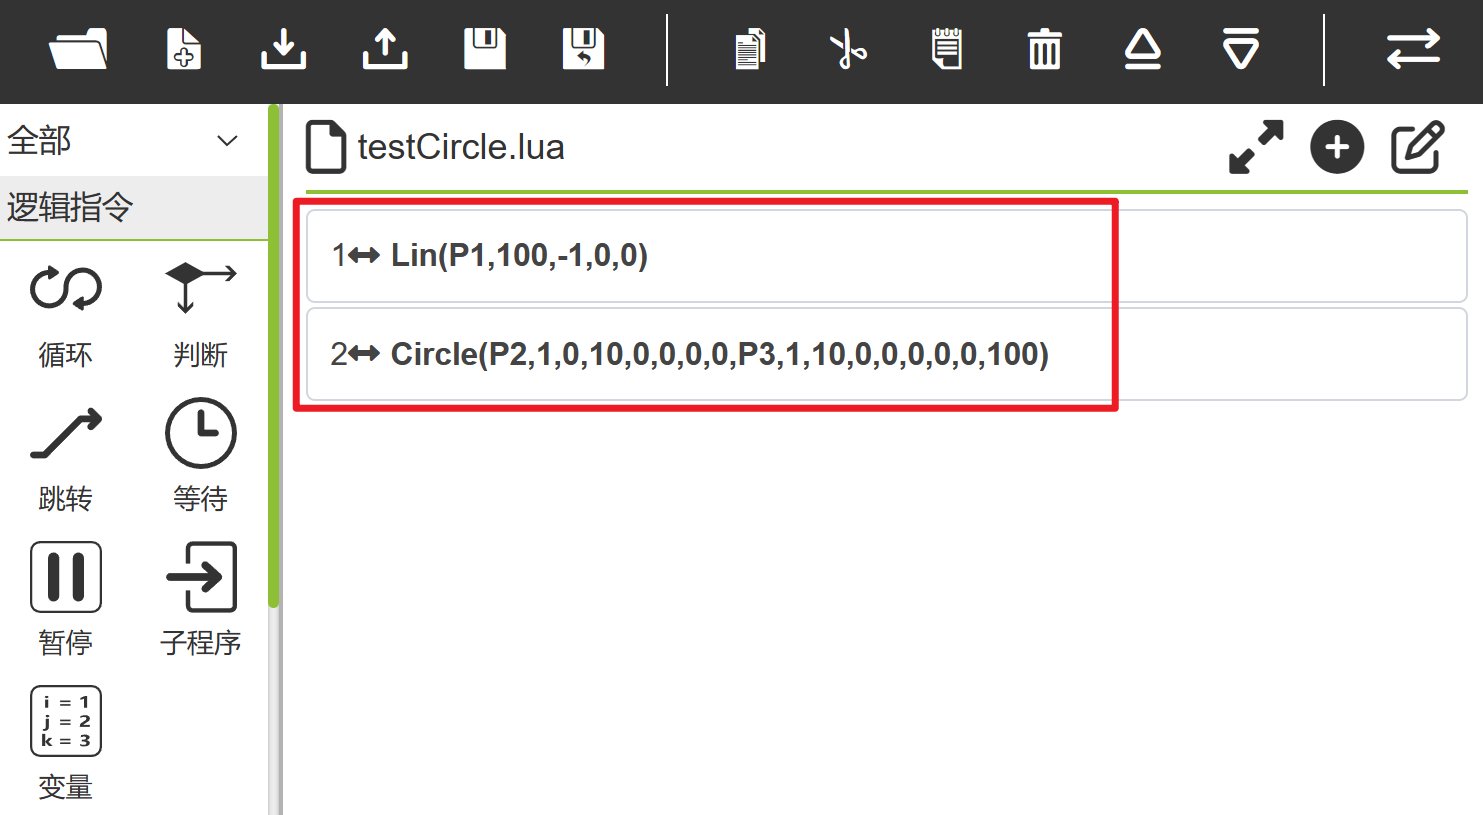 全部
逻辑指令
循环
判断
跳转
等待
暂停
子程序
i = 1
j = 2
k = 3
变量
testCircle.lua
1 Lin(P1,100,-1,0,0)
2 Circle(P2,1,0,10,0,0,0,0,P3,1,10,0,0,0,0,0,100)